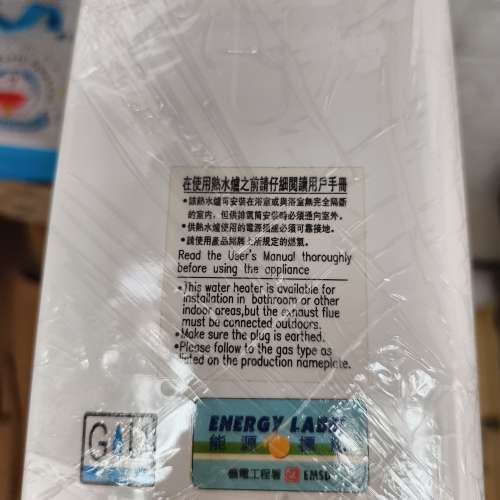 在使用熱水爐之前請仔細閱讀用戶手冊
•該熱水爐可安裝在浴室或與浴室無完全隔斷
的室內，但供排氣筒安裝時必須通向室外。
•供熱水爐使用的電源插座必須可靠接地。
•請使用產品銘牌上所規定的燃氣。
Read the User's Manual thoroughly
before using the appliance
•This water heater is available for
installation in bathroom or other
indoor areas,but the exhaust flue
must be connected outdoors.
•Make sure the plug is earthed.
•Please follow to the gas type as
listed on the production nameplate.
ENERGY LABEL
能源標籤
機電工程署 EMSD